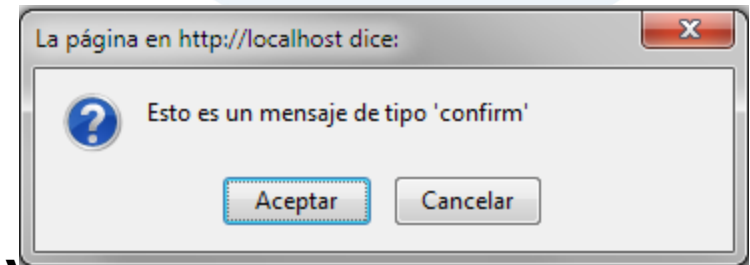 La página en http://localhost dice:
Esto es un mensaje de tipo 'confirm'
Aceptar
Cancelar